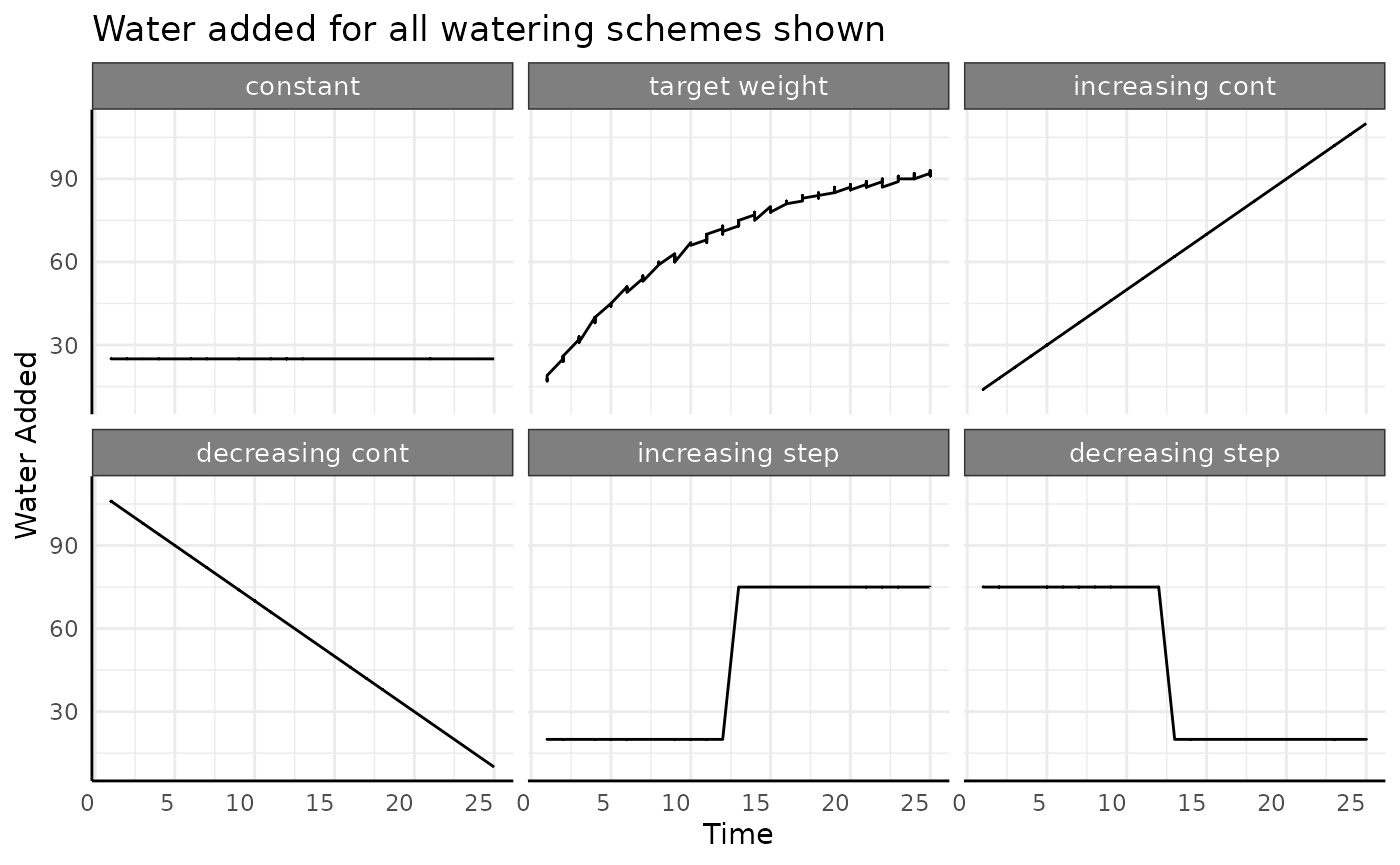 Water added for all watering schemes shown
constant
target weight
increasing cont
90
60
30
decreasing cont
increasing step
decreasing step
90
60
30
0 5 10 15 20 25
0 5 10 15 20 25
0 5 10 15 20 25
Time
Water Added